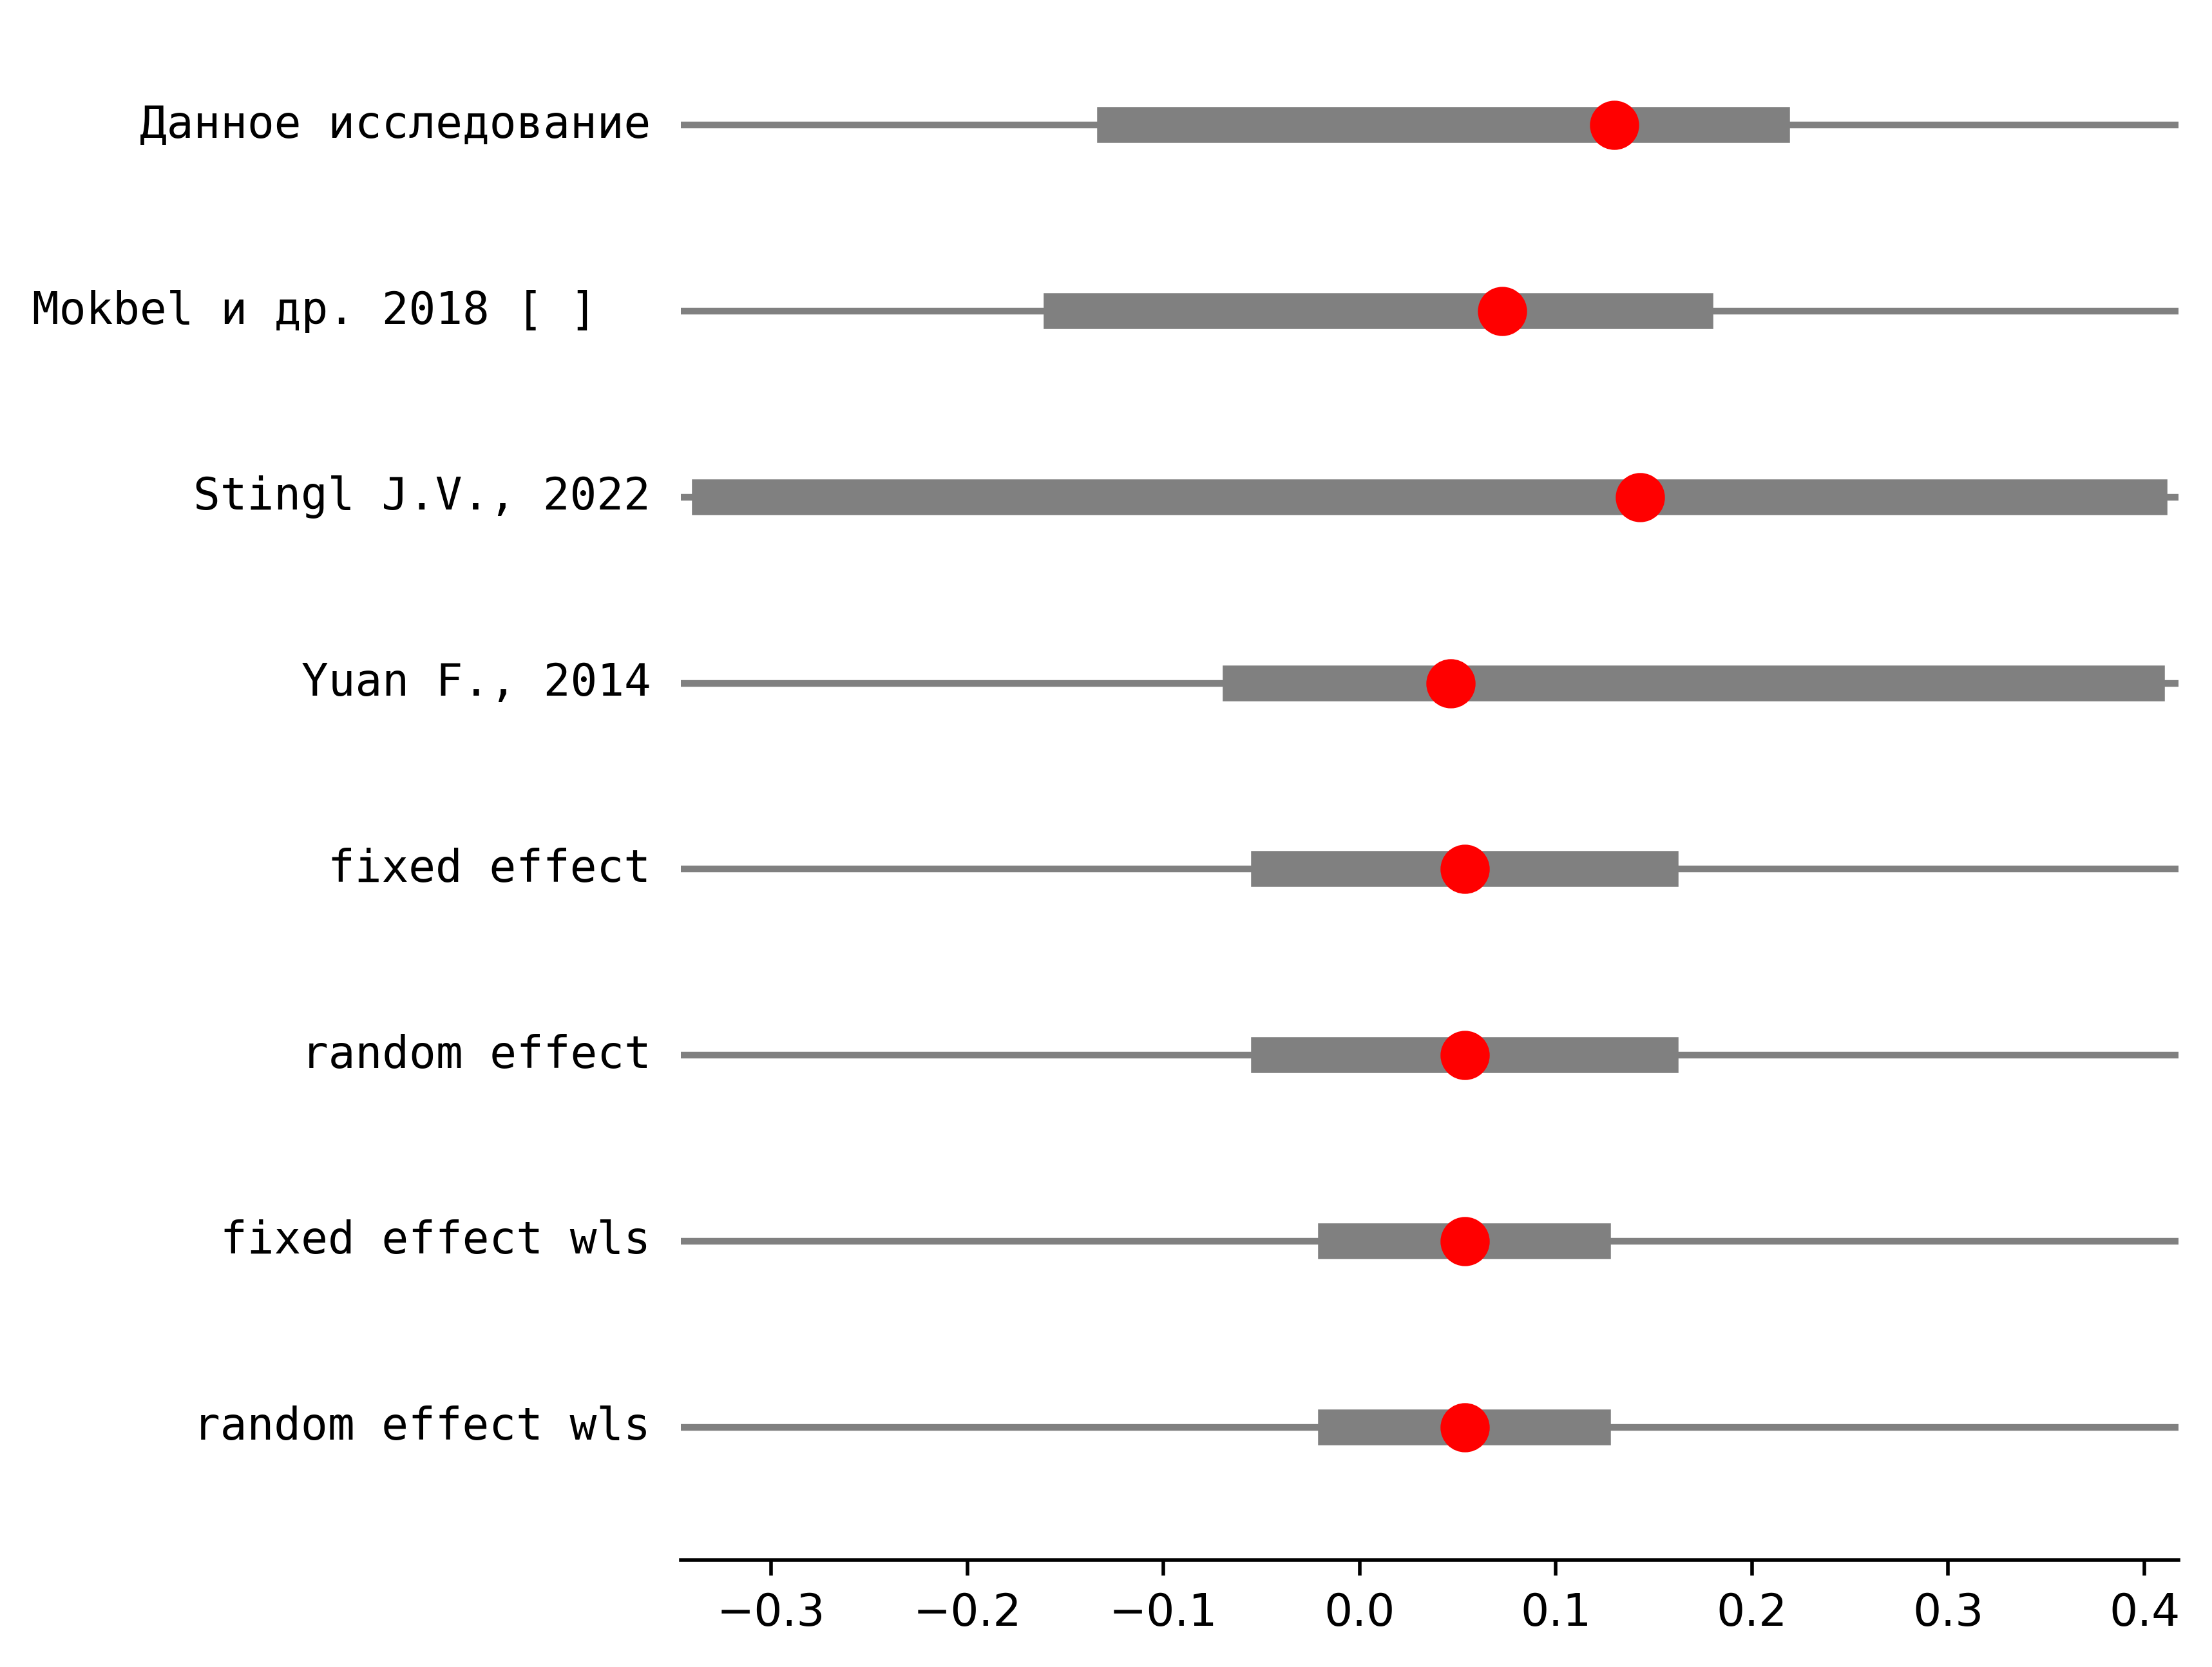 Данное исследование
Mokbel и др. 2018 [ ]
Stingl J.V., 2022
Yuan F., 2014
fixed effect
random effect
fixed effect wls
random effect wls
−0.3 −0.2 −0.1 0.0 0.1 0.2 0.3 0.4